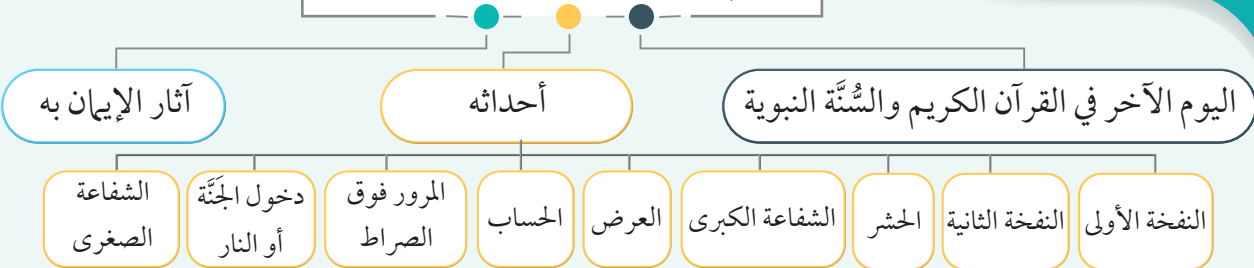 اليوم الآخر في القرآن الكريم والسُّنَّة النبوية
أحداثه
آثار الإيمان به
النفخة الأولى
النفخة الثانية
الحشر
الشفاعة الكبرى
العرض
الحساب
المرور فوق
الصراط
دخول الجَنَّة
أو النار
الشفاعة
الصغرى